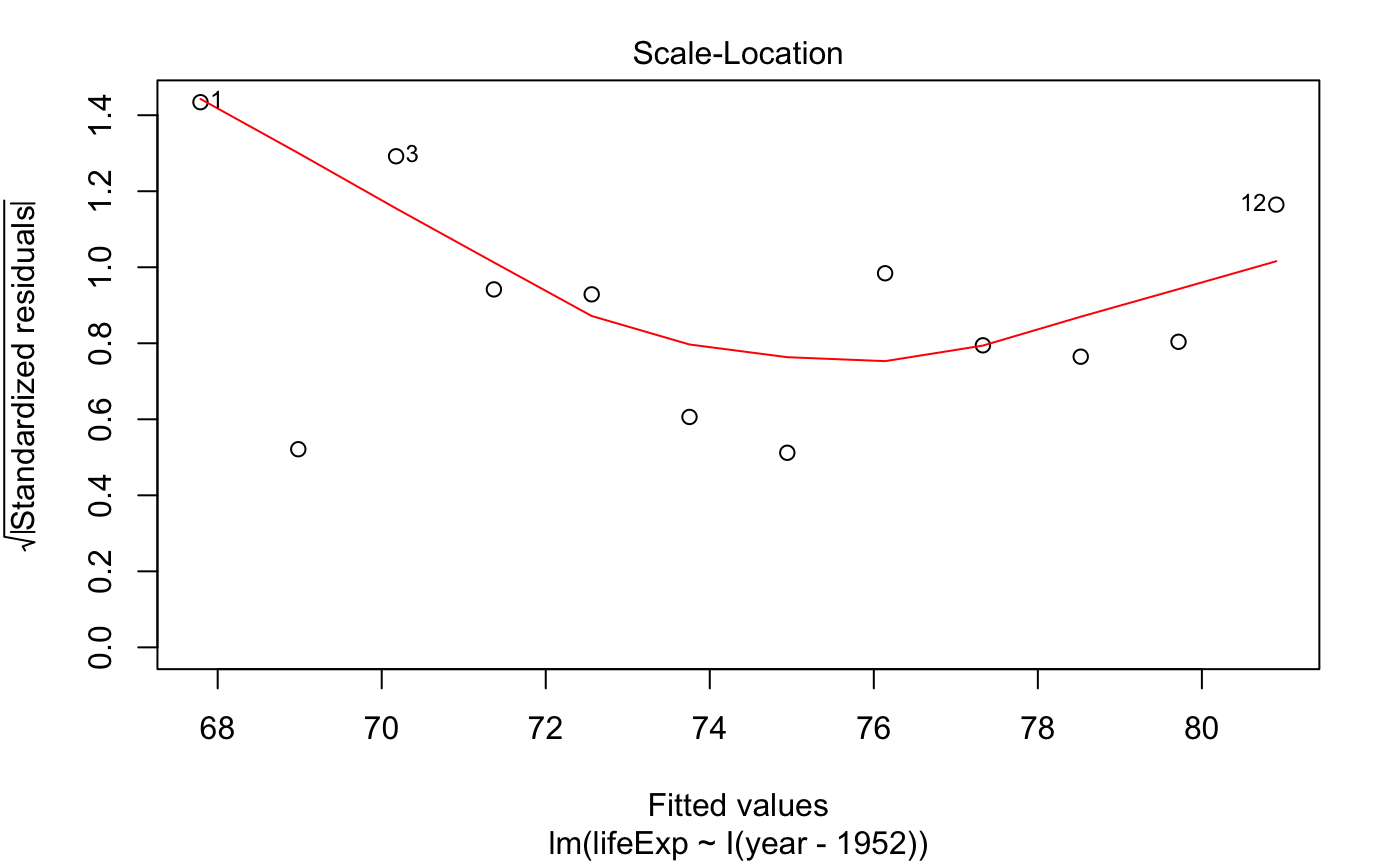 Scale-Location
√|Standardized residuals|
1.4
1.2
1.0
0.8
0.6
0.4
0.2
0.0
1
3
12
68 70 72 74 76 78 80
Fitted values
lm(lifeExp ~ I(year - 1952))